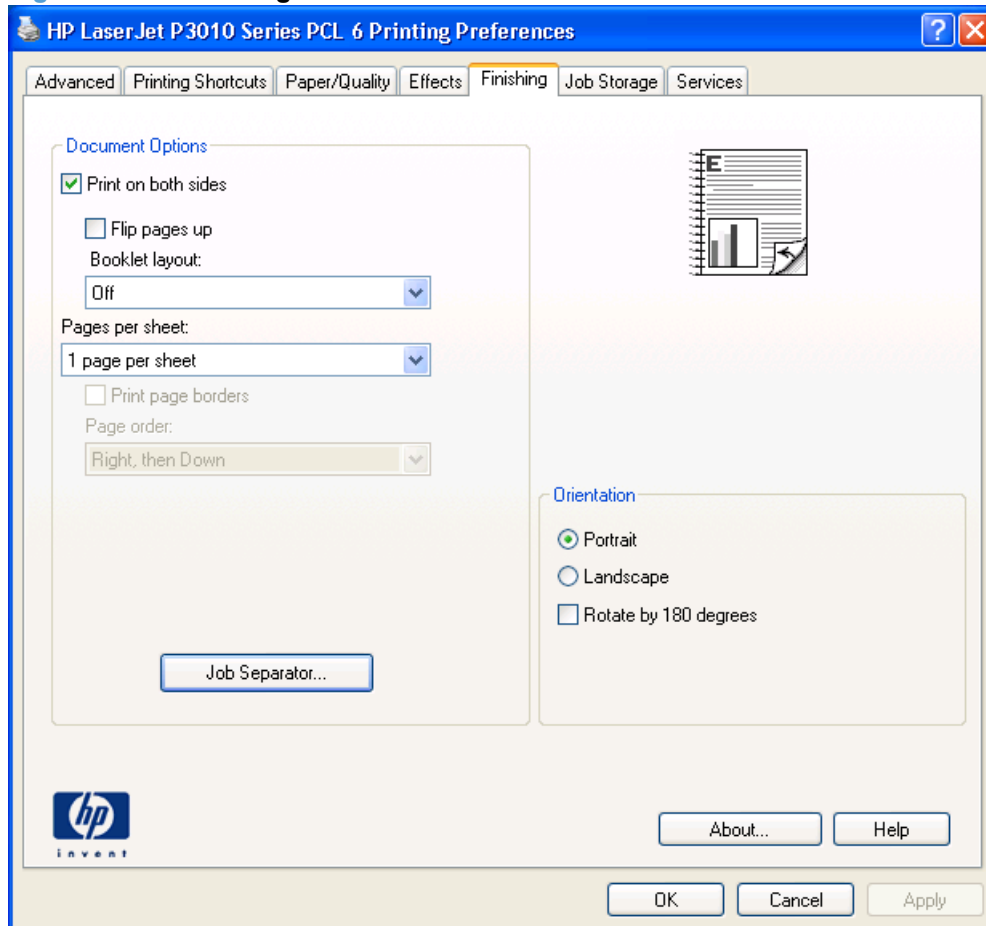 HP LaserJet P3010 Series PCL 6 Printing Preferences
Advanced Printing Shortcuts Paper/Quality Effects Finishing Job Storage Services
Document Options
Print on both sides
Flip pages up
Booklet layout:
Off
Pages per sheet:
1 page per sheet
Print page borders
Page order:
Right, then Down
Job Separator...
E
Orientation
Portrait
Landscape
Rotate by 180 degrees
hp
invent
About... Help
OK Cancel Apply